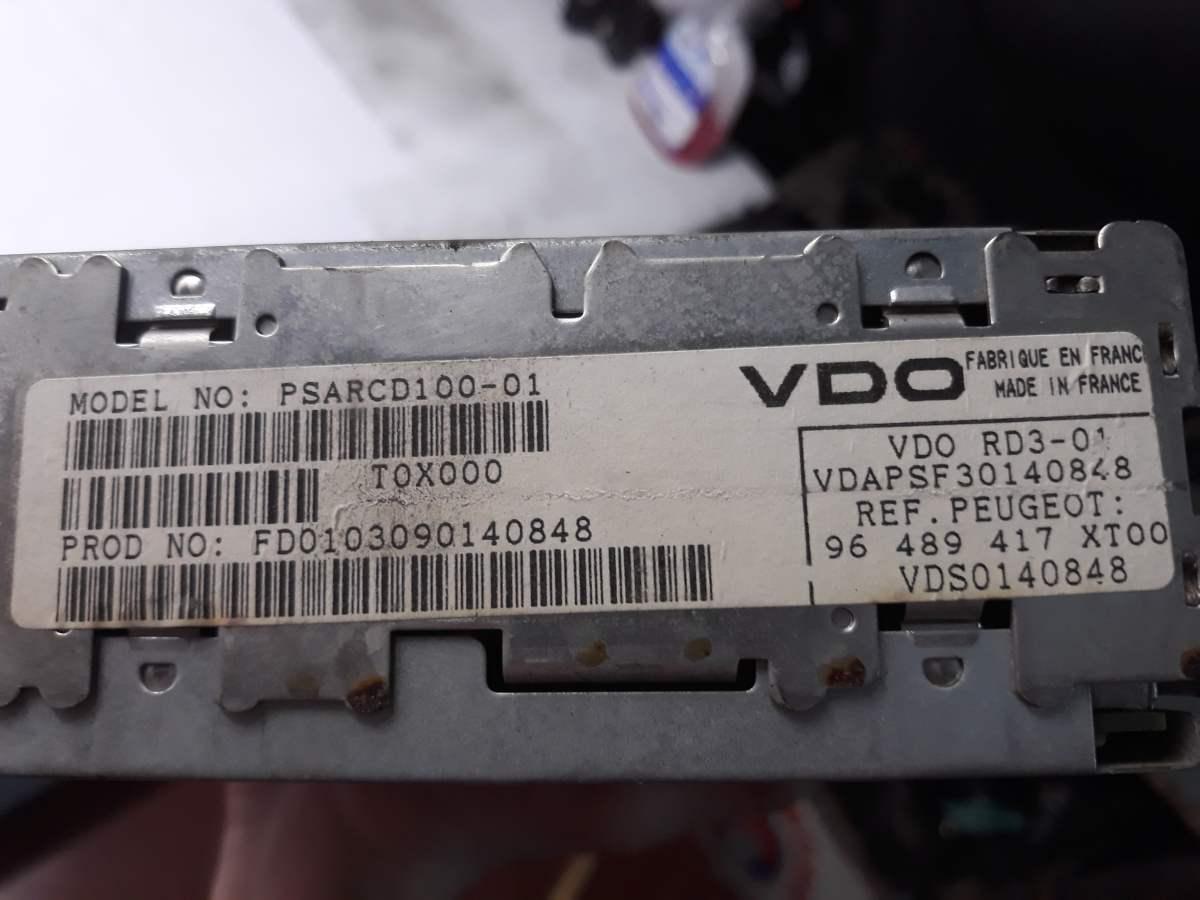 MODEL NO: PSARCD100-01
T0X000
PROD NO: FD0103090140848
VDO
FABRIQUE EN FRANC
MADE IN FRANCE
VDO RD3-01
VDAPSF30140848
REF.PEUGEOT:
96 489 417 XT00
VDS0140848